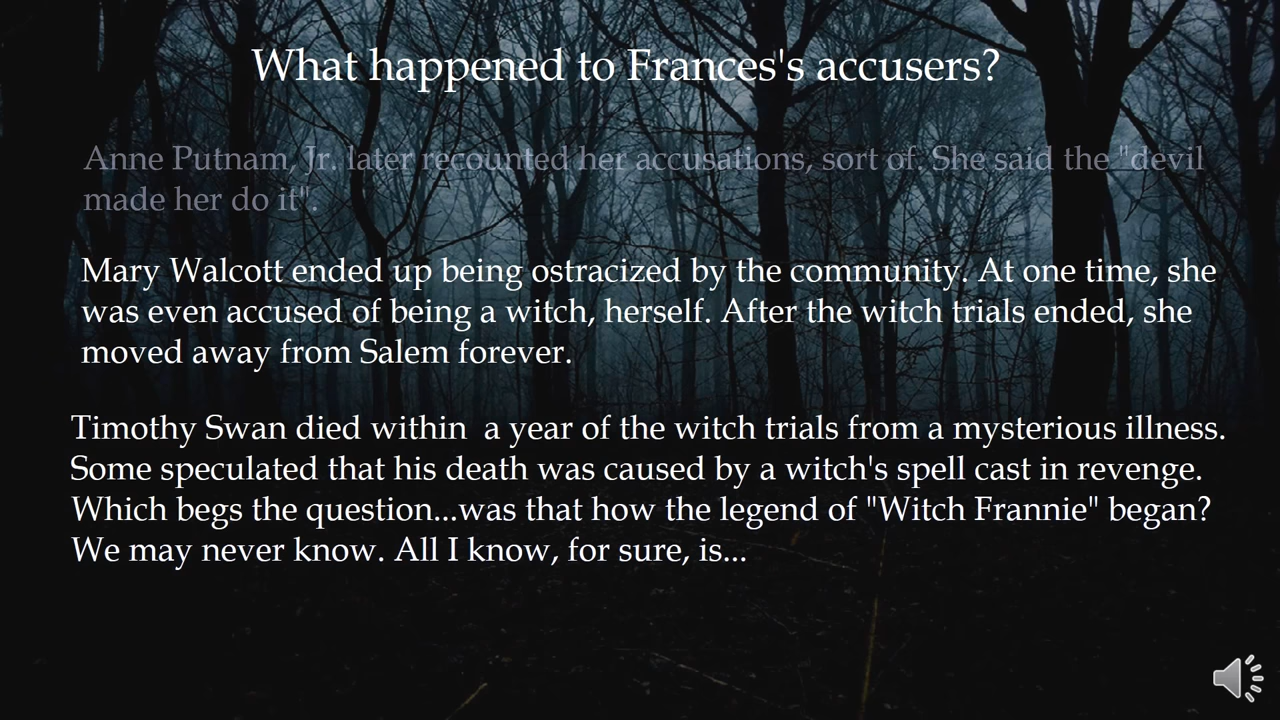 What happened to Frances's accusers?
Anne Putnam, Jr. later recounted her accusations, sort of. She said the "devil
made her do it".
Mary Walcott ended up being ostracized by the community. At one time, she
was even accused of being a witch, herself. After the witch trials ended, she
moved away from Salem forever.
Timothy Swan died within  a year of the witch trials from a mysterious illness.
Some speculated that his death was caused by a witch's spell cast in revenge.
Which begs the question...was that how the legend of "Witch Frannie" began?
We may never know. All I know, for sure, is...